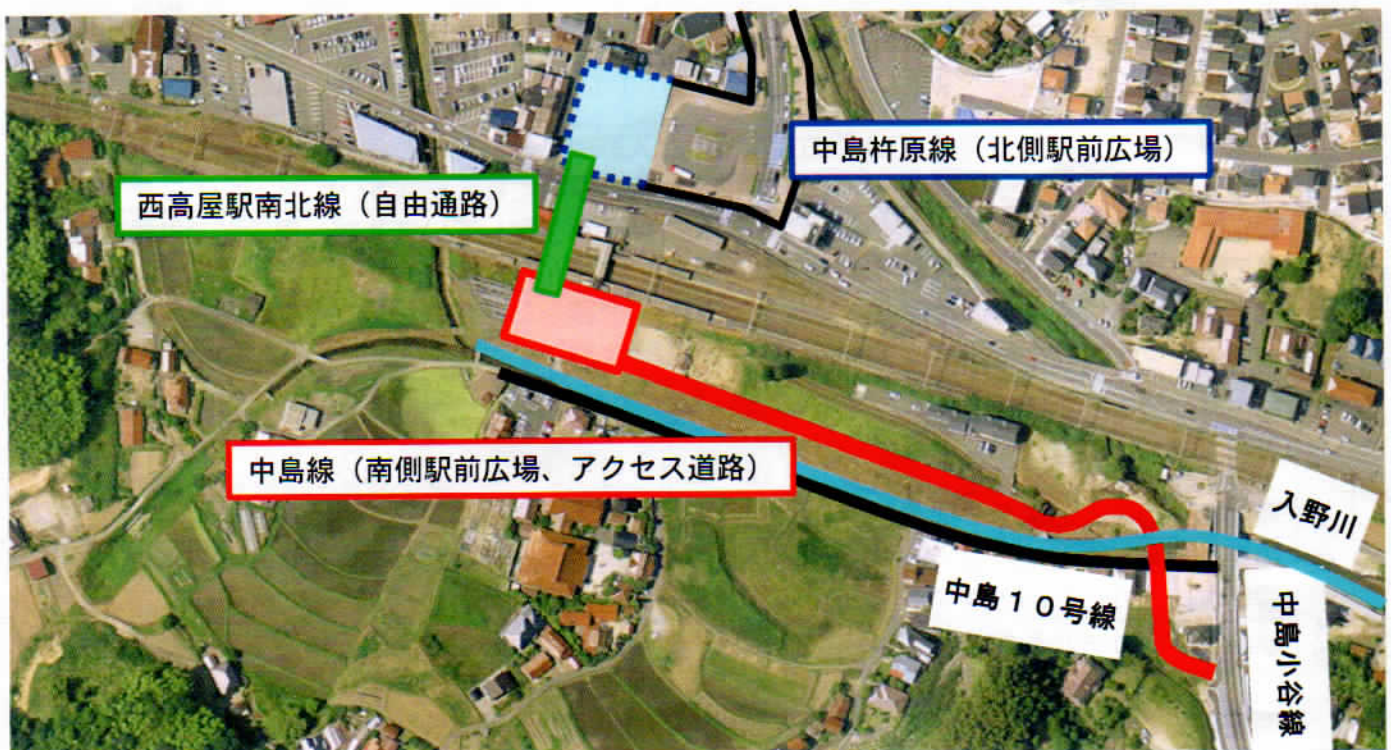 中島杵原線（北側駅前広場）
西高屋駅南北線（自由通路）
中島線（南側駅前広場、アクセス道路）
入野川
中島１０号線
中島小谷線